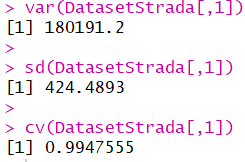 > var(DatasetStrada[,1])
[1] 180191.2
>
> sd(DatasetStrada[,1])
[1] 424.4893
>
> cv(DatasetStrada[,1])
[1] 0.9947555